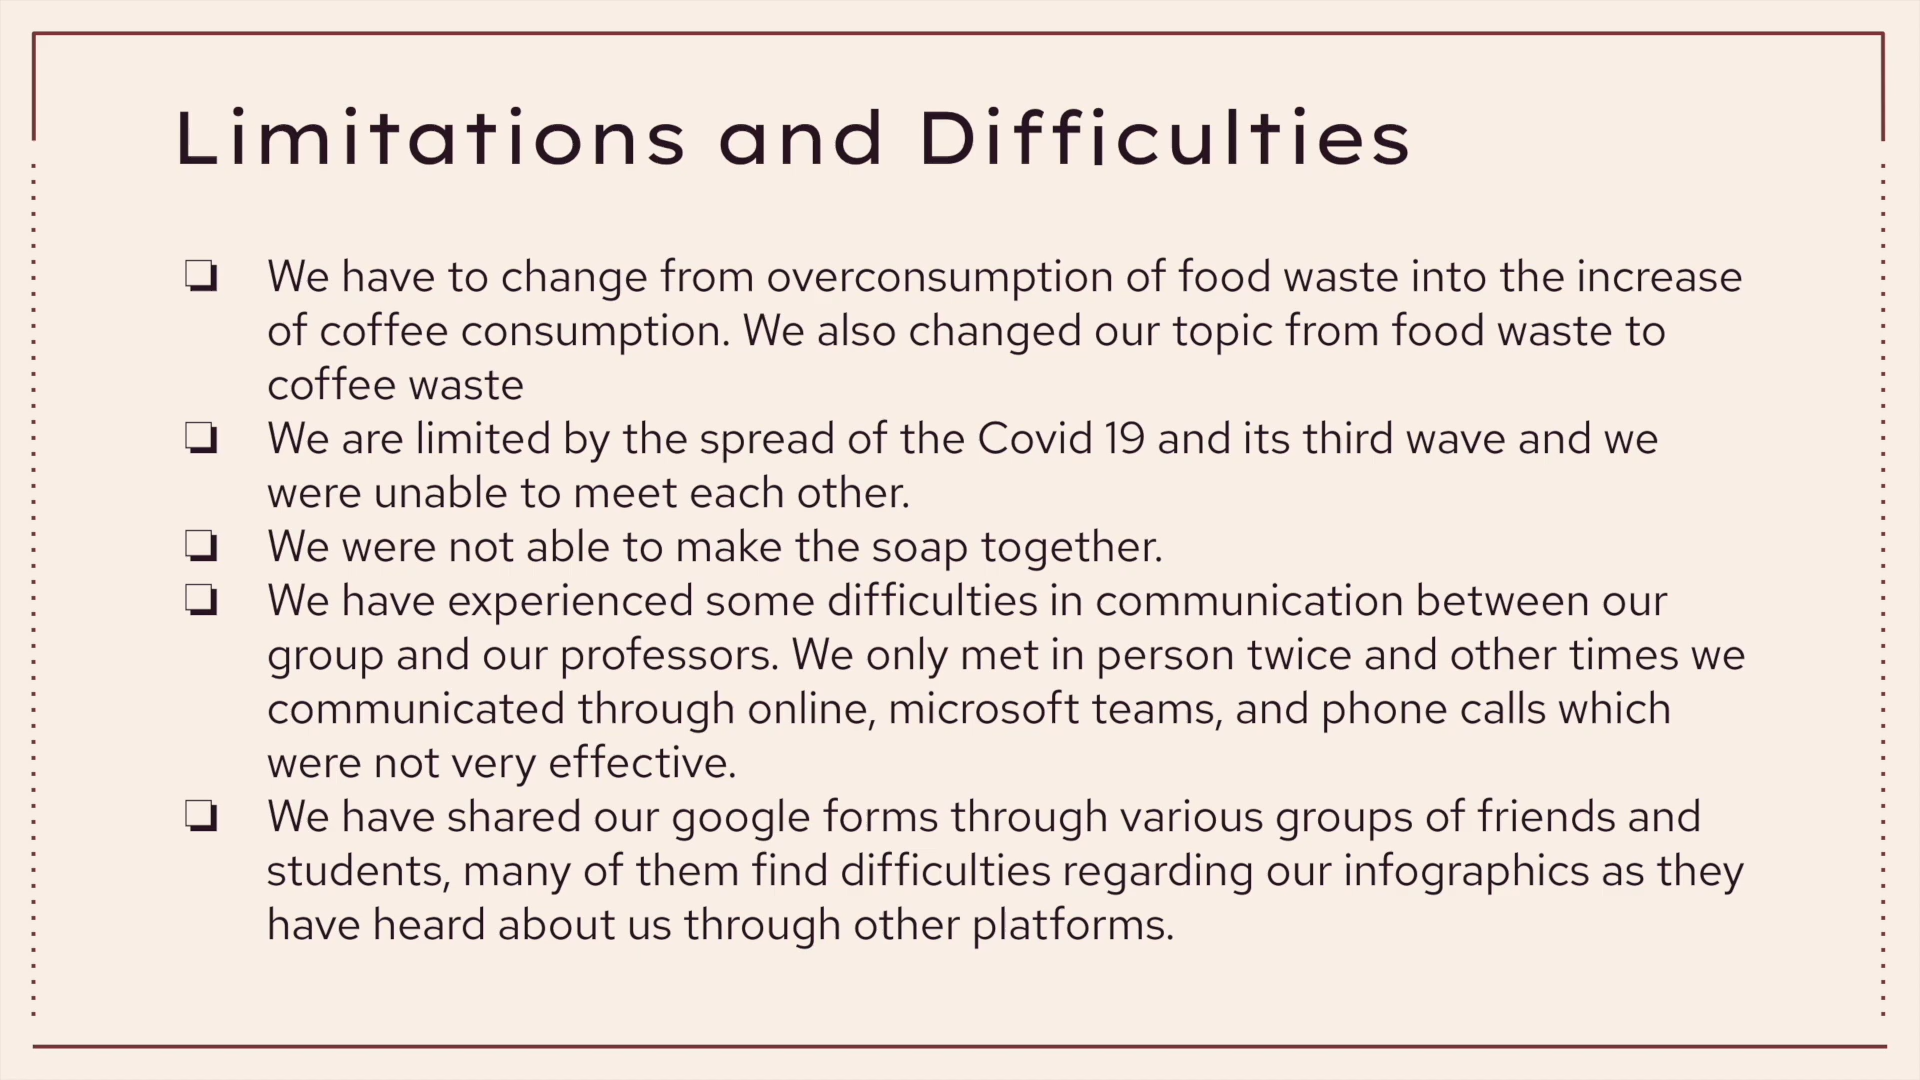 Limitations and Difficulties
❏ We have to change from overconsumption of food waste into the increase
of coffee consumption. We also changed our topic from food waste to
coffee waste
❏ We are limited by the spread of the Covid 19 and its third wave and we
were unable to meet each other.
❏ We were not able to make the soap together.
❏ We have experienced some difficulties in communication between our
group and our professors. We only met in person twice and other times we
communicated through online, microsoft teams, and phone calls which
were not very effective.
❏ We have shared our google forms through various groups of friends and
students, many of them find difficulties regarding our infographics as they
have heard about us through other platforms.